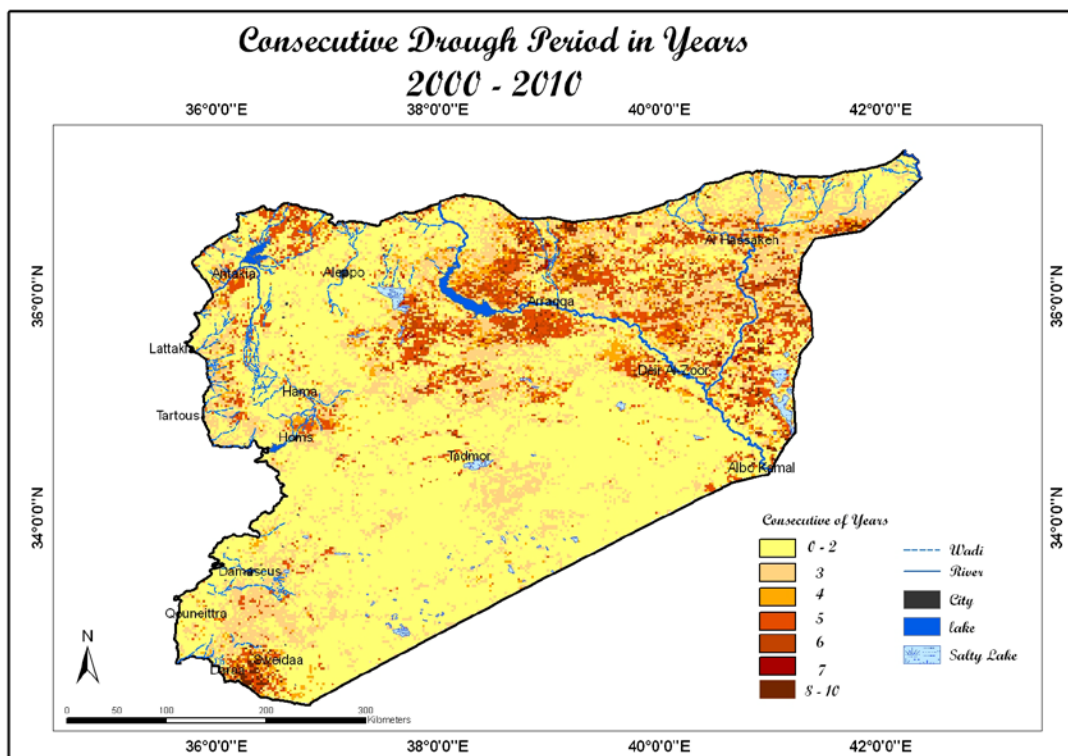 Consecutive Drough Period in Years
2000 - 2010
36°0'0"E
38°0'0"E
40°0'0"E
42°0'0"E
36°0'0"N
36°0'0"N
34°0'0"N
34°0'0"N
Al Hassakeh
Antakia
Aleppo
Arraqqa
Lattakia
Deir Al Zoor
Hama
Tartous
Homs
Tadmor
Albo Kamal
Damascus
Qouneittra
Sweidaa
Daraa
Consecutive of Years
0 - 2
3
4
5
6
7
8 - 10
Wadi
River
City
lake
Salty Lake
N
0 50 100 200 300
Kilometers
36°0'0"E
38°0'0"E
40°0'0"E
42°0'0"E